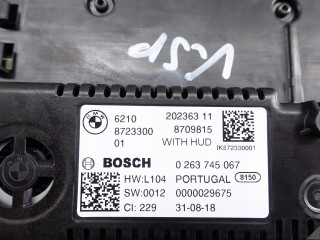 6210 202363 11
8723300 8709815
01 WITH HUD
IK872330001
BOSCH 0 263 745 067
HW:L104 PORTUGAL 8150
SW:0012 0000029675
CI: 229 31-08-18